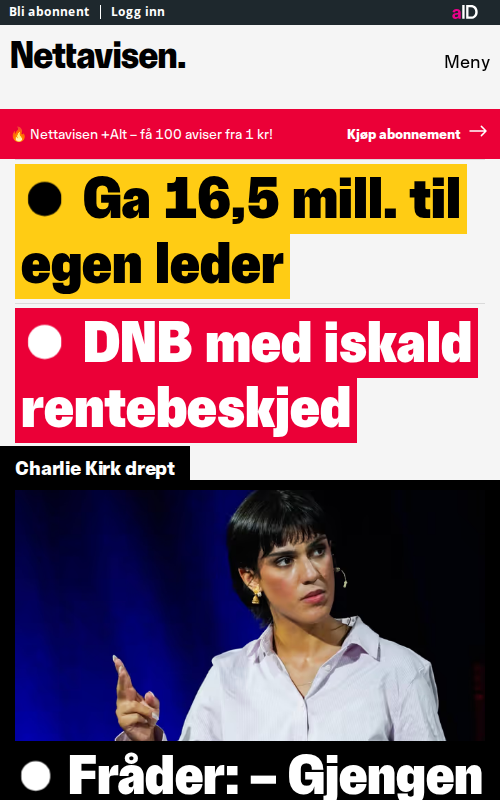 Bli abonnent | Logg inn
aID
Nettavisen.
Meny
🔥 Nettavisen +Alt – få 100 aviser fra 1 kr!
Kjøp abonnement →
● Ga 16,5 mill. til
egen leder
● DNB med iskald
rentebeskjed
Charlie Kirk drept
● Fråder: – Gjengen